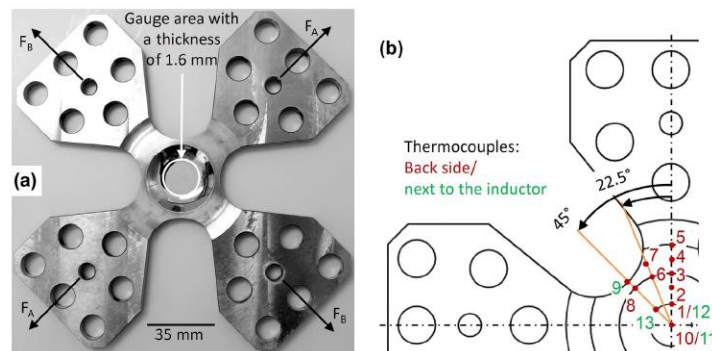 (a)
F_B
Gauge area with
a thickness
of 1.6 mm
F_A
F_A
35 mm
F_B
(b)
Thermocouples:
Back side/
next to the inductor
22.5°
45°
5
4
3
2
1/12
10/11
7
6
9
8
13